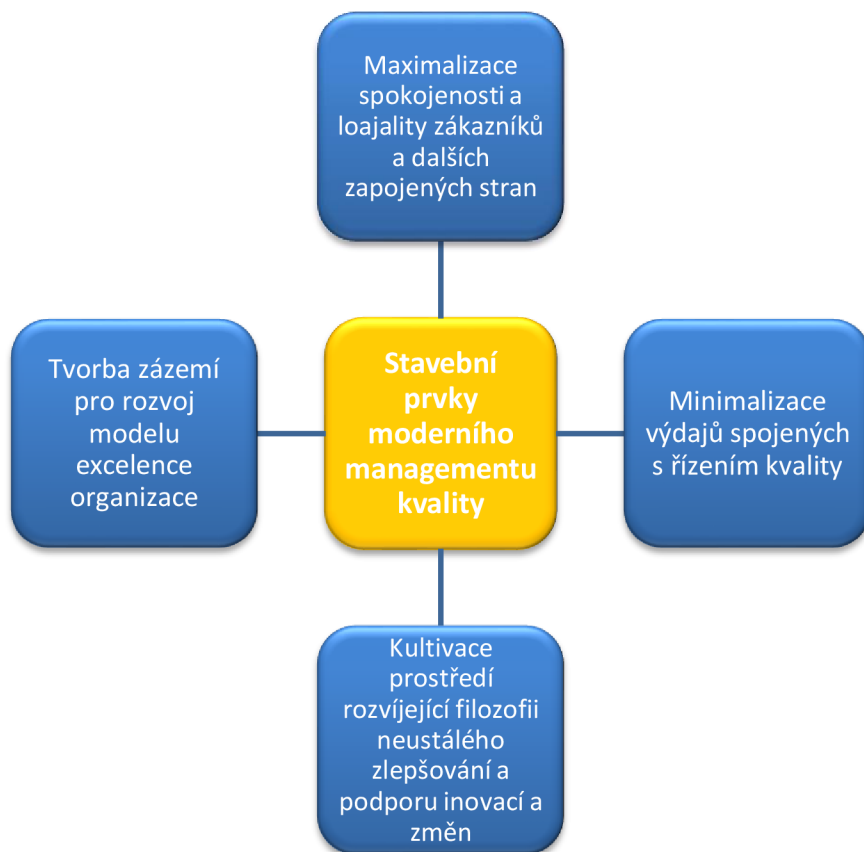 Maximalizace
spokojenosti a
loajality zákazníků
a dalších
zapojených stran
Tvorba zázemí
pro rozvoj
modelu
excelence
organizace
Stavební
prvky
moderního
managementu
kvality
Minimalizace
výdajů spojených
s řízením kvality
Kultivace
prostředí
rozvíjející filozofii
neustálého
zlepšování a
podporu inovací a
změn